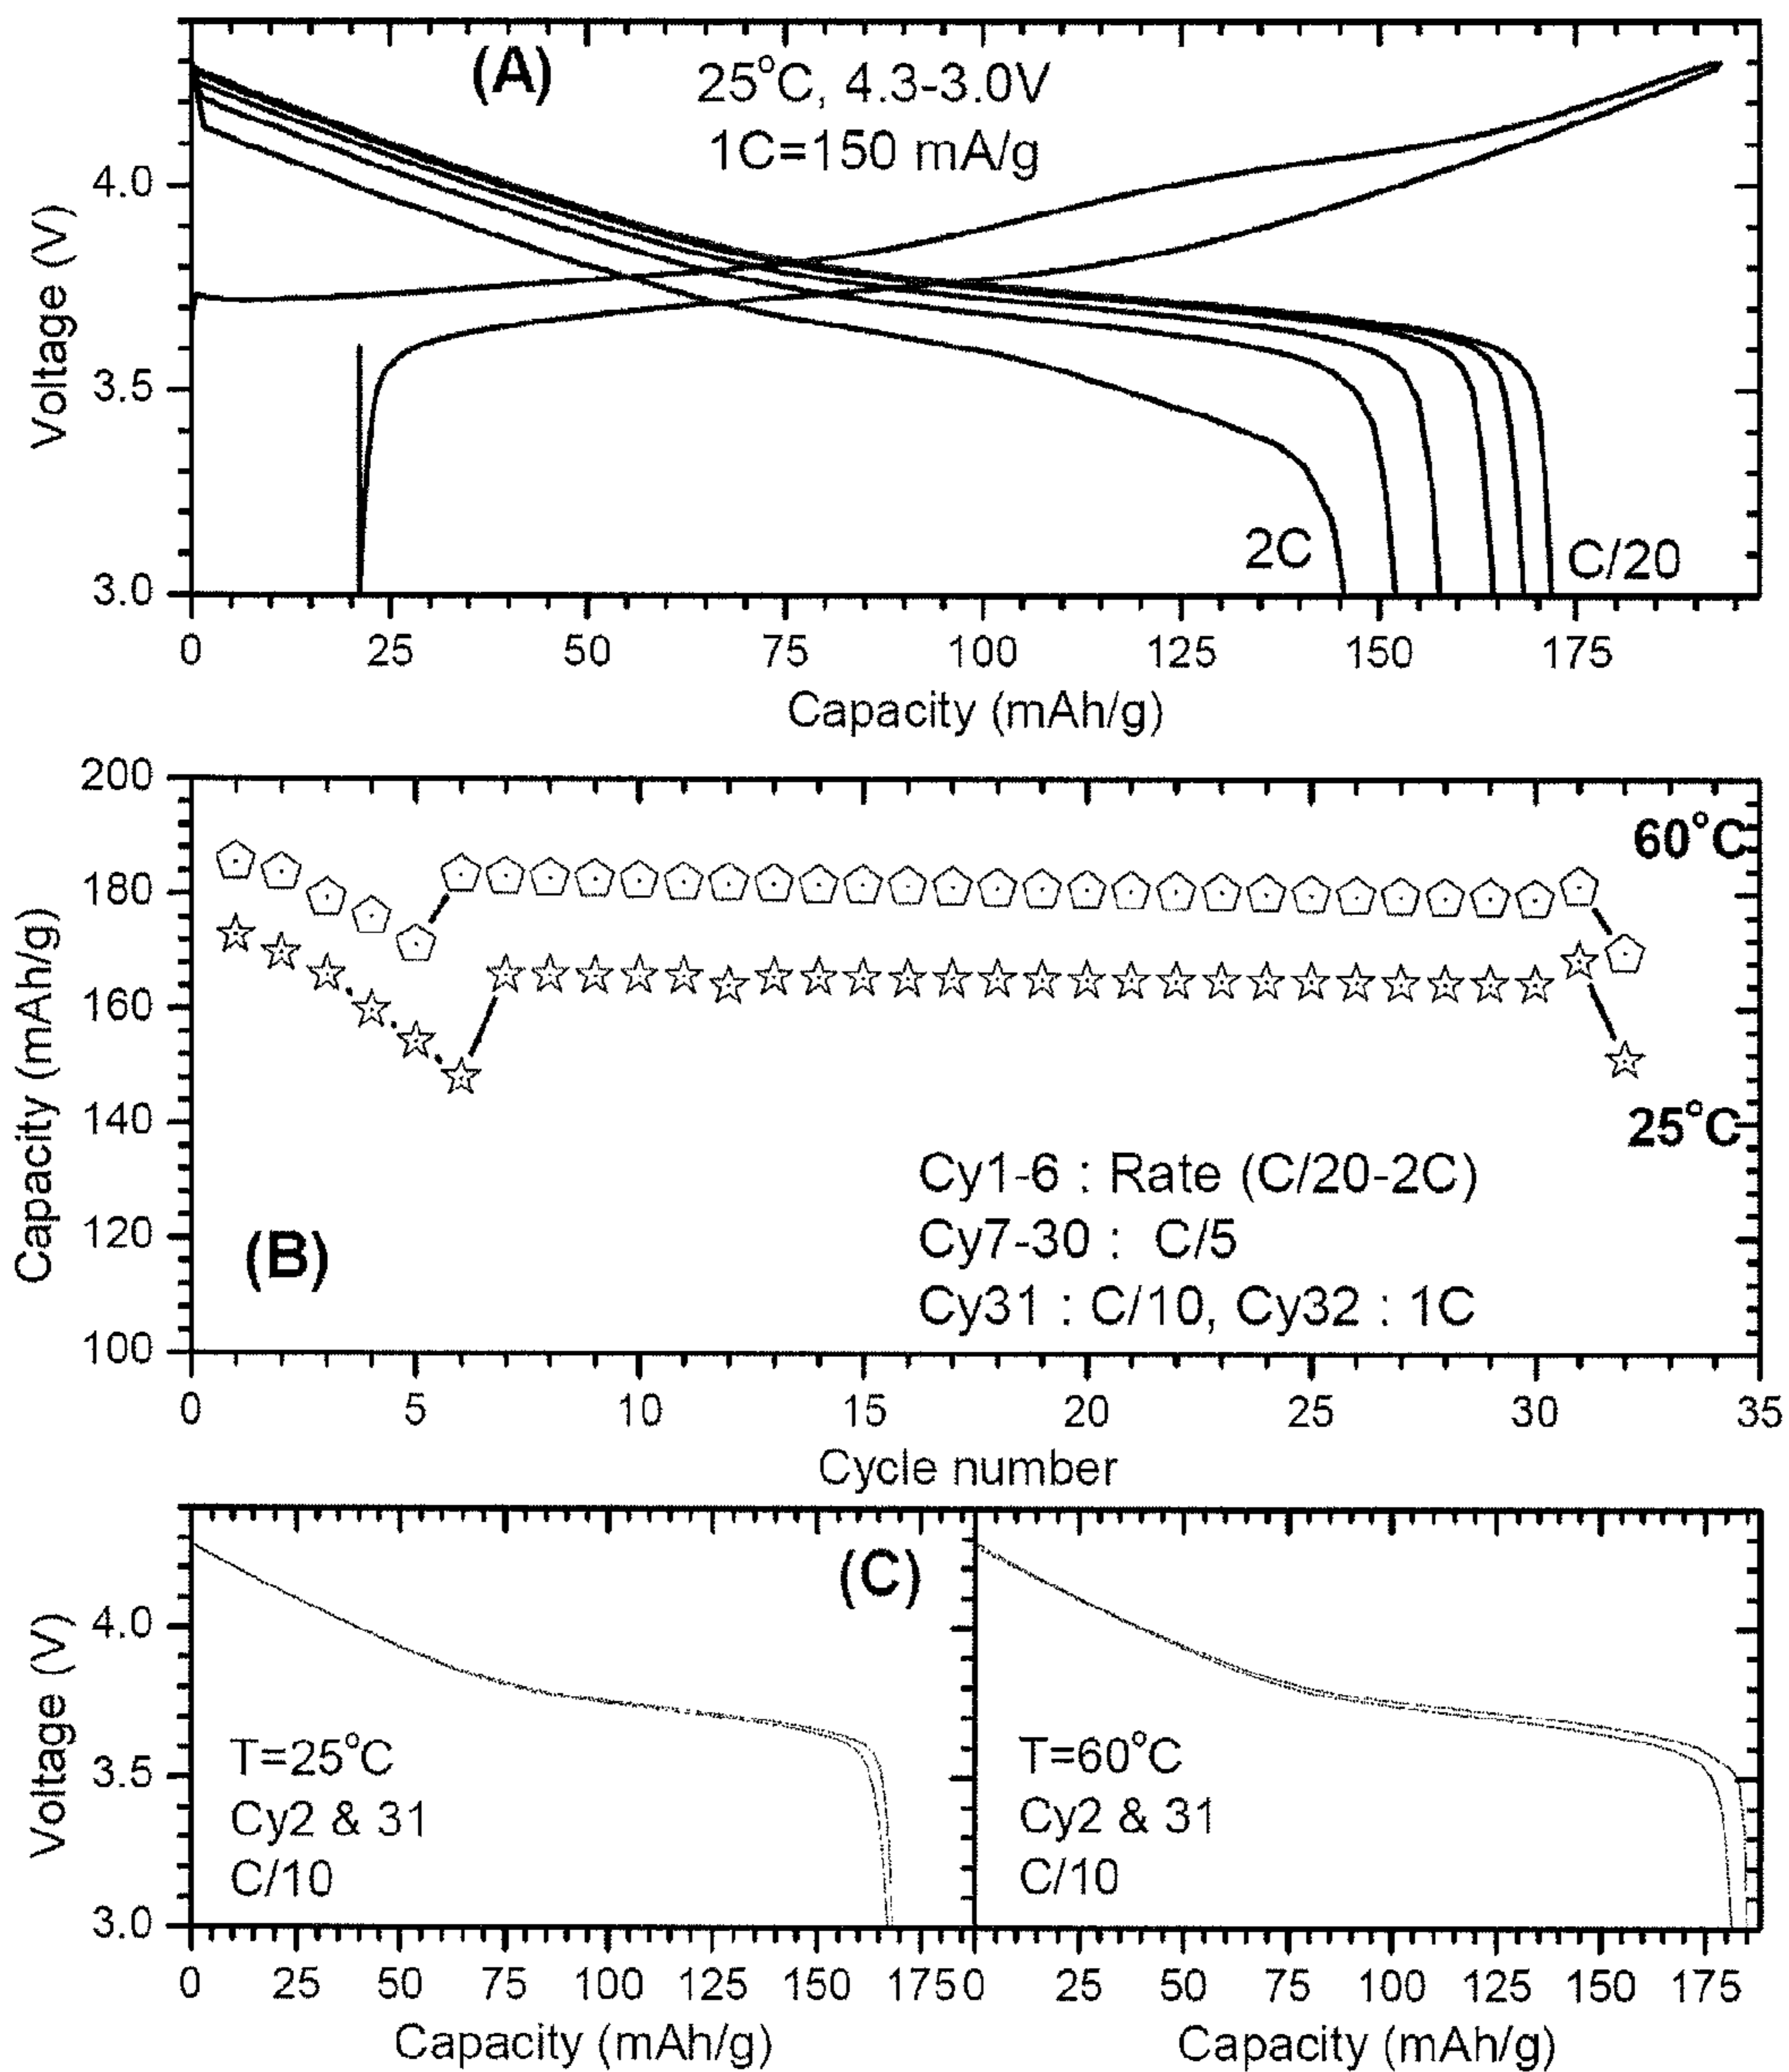 (A)
25°C, 4.3-3.0V
1C=150 mA/g
Voltage (V)
4.0
3.5
3.0
2C
C/20
0 25 50 75 100 125 150 175
Capacity (mAh/g)
Capacity (mAh/g)
200
180
160
140
120
100
60°C
25°C
Cy1-6 : Rate (C/20-2C)
Cy7-30 : C/5
Cy31 : C/10, Cy32 : 1C
(B)
0 5 10 15 20 25 30 35
Cycle number
(C)
Voltage (V)
4.0
3.5
3.0
T=25°C
Cy2 & 31
C/10
T=60°C
Cy2 & 31
C/10
0 25 50 75 100 125 150 175 0 25 50 75 100 125 150 175
Capacity (mAh/g)
Capacity (mAh/g)